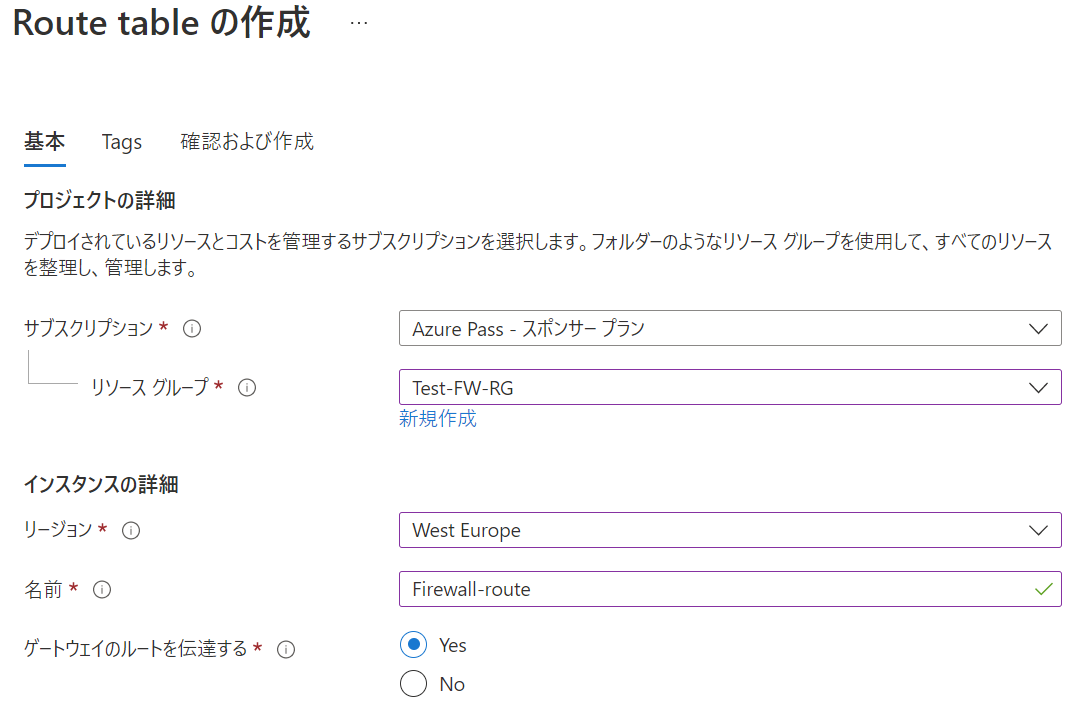 Route table の作成 …
基本 Tags 確認および作成
プロジェクトの詳細
デプロイされているリソースとコストを管理するサブスクリプションを選択します。フォルダーのようなリソース グループを使用して、すべてのリソース
を整理し、管理します。
サブスクリプション * Azure Pass - スポンサー プラン
リソース グループ * Test-FW-RG
新規作成
インスタンスの詳細
リージョン * West Europe
名前 * Firewall-route
ゲートウェイのルートを伝達する * Yes
No